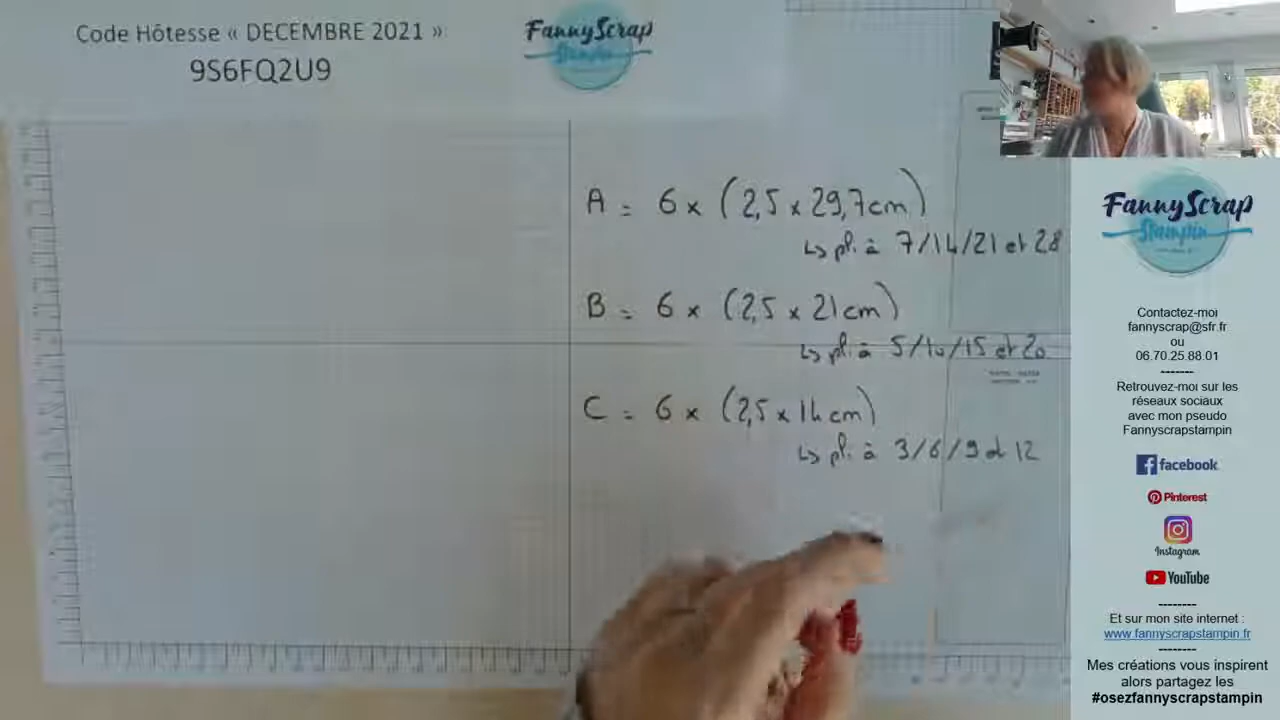 Code Hôtesse « DECEMBRE 2021 »
9S6FQ2U9
FannyScrap
Stampin
A = 6 x (2,5 x 29,7cm)
↳ pli à 7/14/21 et 28
B = 6 x (2,5 x 21cm)
↳ pli à 5/10/15 et 20
C = 6 x (2,5 x 14cm)
↳ pli à 3/6/9 et 12
FannyScrap
Stampin
Contactez-moi
fannyscrap@sfr.fr
ou
06.70.25.88.01
-------
Retrouvez-moi sur les
réseaux sociaux
avec mon pseudo
Fannyscrapstampin
facebook
Pinterest
Instagram
YouTube
--------
Et sur mon site internet :
www.fannyscrapstampin.fr
-------
Mes créations vous inspirent
alors partagez les
#osezfannyscrapstampin